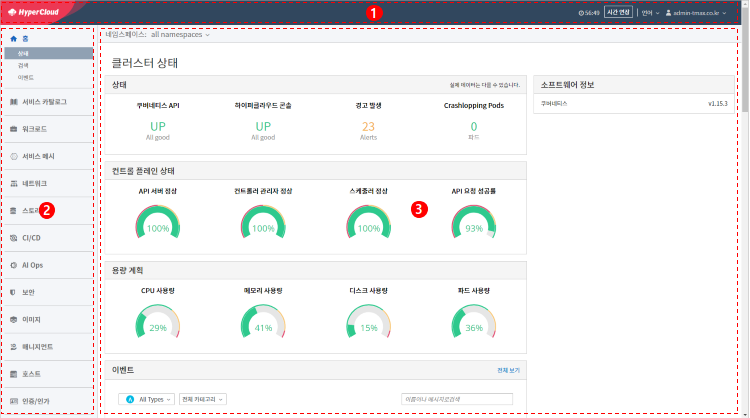 HyperCloud
1
56:49 시간 연장 언어 admin-tmax.co.kr
홈
상태
검색
이벤트
서비스 카탈로그
워크로드
서비스 메시
네트워크
스토리
2
CI/CD
AI Ops
보안
이미지
매니지먼트
호스트
인증/인가
네임스페이스: all namespaces
클러스터 상태
상태
실제 데이터는 다를 수 있습니다.
쿠버네티스 API
하이퍼클라우드 콘솔
경고 발생
Crashlopping Pods
UP
UP
23
0
All good
All good
Alerts
파드
컨트롤 플레인 상태
API 서버 정상
컨트롤러 관리자 정상
스케줄러 정상
API 요청 성공률
3
100%
100%
100%
93%
용량 계획
CPU 사용량
메모리 사용량
디스크 사용량
파드 사용량
29%
41%
15%
36%
이벤트
전체 보기
A All Types
전체 카테고리
이름이나 메시지로검색
소프트웨어 정보
쿠버네티스
v1.15.3